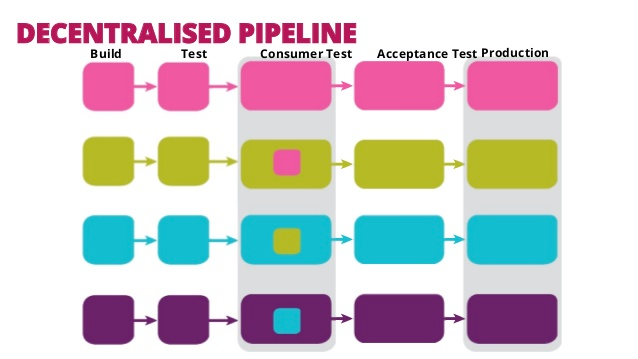 DECENTRALISED PIPELINE
Build Test Consumer Test Acceptance Test Production